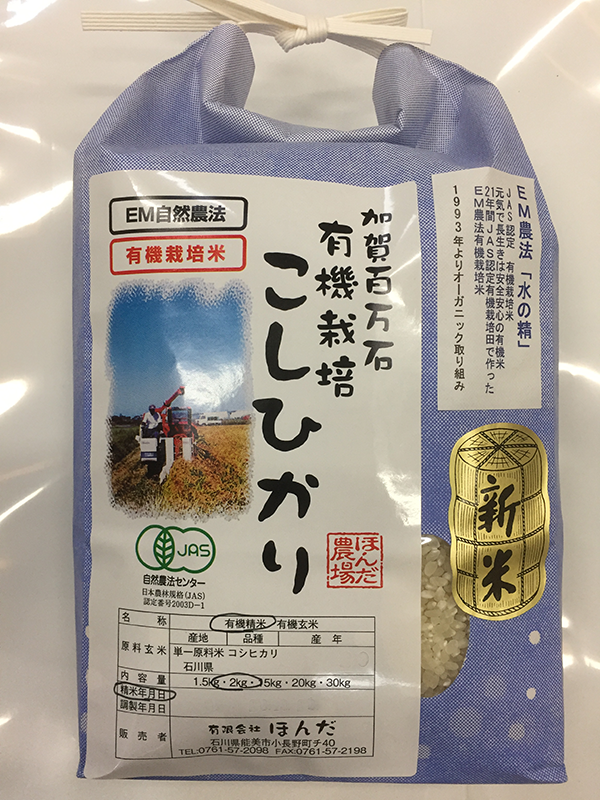 EM自然農法
有機栽培米
加賀百万石
有機栽培
こしひかり
ほんだ
農場
JAS
自然農法センター
日本農林規格(JAS)
認定番号2003D-1
EM農法「水の精」
JAS認定 有機栽培米
元気で長生きは安全安心の有機米
21年間JAS認定有機栽培田で作った
EM農法有機栽培米
1993年よりオーガニック取り組み
新米
名称 有機精米・有機玄米
原料玄米 産地 品種 産年
単一原料米 コシヒカリ
石川県
内容量 1.5kg・2kg・5kg・20kg・30kg
精米年月日
調製年月日
販売者 有限会社 ほんだ
石川県能美市小長野町チ40
TEL:0761-57-2098 FAX:0761-57-2198